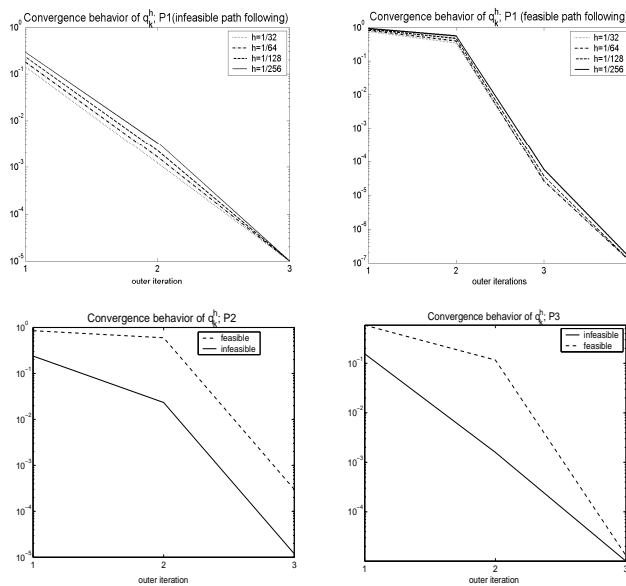 Convergence behavior of q_k^h; P1(infeasible path following)
h=1/32
h=1/64
h=1/128
h=1/256
10^0
10^-1
10^-2
10^-3
10^-4
10^-5
1 2 3
outer iteration
Convergence behavior of q_k^h; P1 (feasible path following)
h=1/32
h=1/64
h=1/128
h=1/256
10^0
10^-1
10^-2
10^-3
10^-4
10^-5
10^-6
10^-7
1 2 3
outer iterations
Convergence behavior of q_k^h; P2
feasible
infeasible
10^0
10^-1
10^-2
10^-3
10^-4
10^-5
1 2 3
outer iteration
Convergence behavior of q_k^h; P3
infeasible
feasible
10^-1
10^-2
10^-3
10^-4
1 2 3
outer iteration